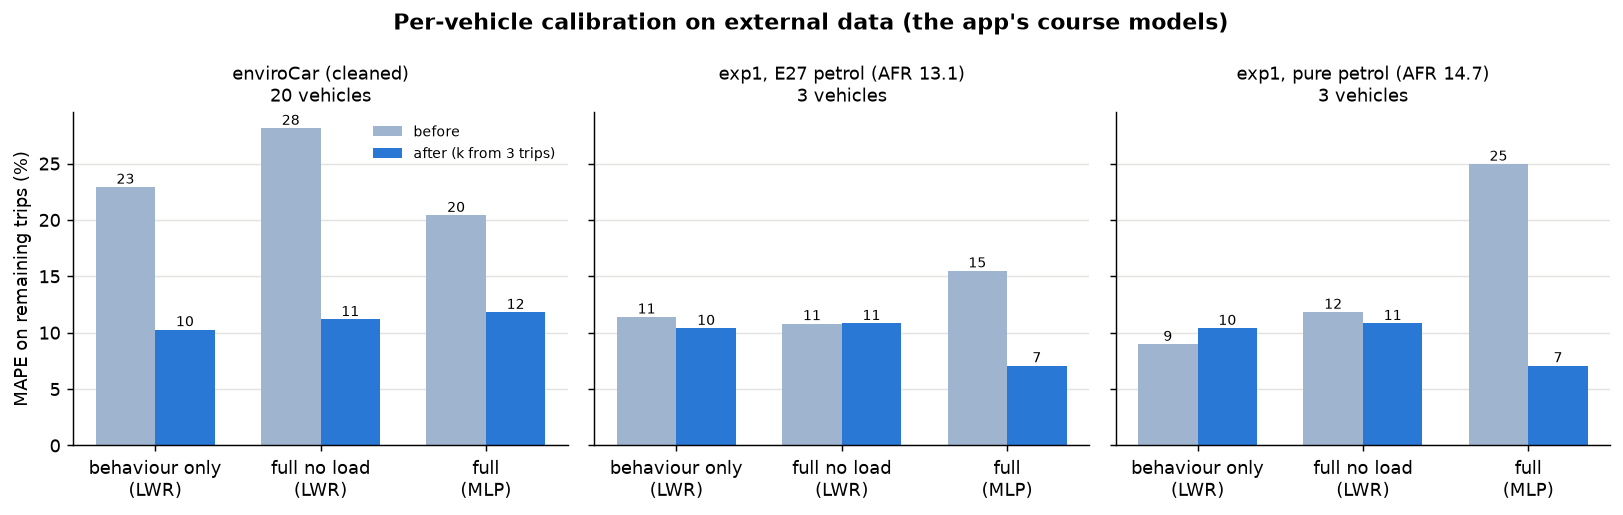 Per-vehicle calibration on external data (the app's course models)
enviroCar (cleaned)
20 vehicles
exp1, E27 petrol (AFR 13.1)
3 vehicles
exp1, pure petrol (AFR 14.7)
3 vehicles
MAPE on remaining trips (%)
25
20
15
10
5
0
before
after (k from 3 trips)
23
10
28
11
20
12
11
10
11
11
15
7
9
10
12
11
25
7
behaviour only
(LWR)
full no load
(LWR)
full
(MLP)
behaviour only
(LWR)
full no load
(LWR)
full
(MLP)
behaviour only
(LWR)
full no load
(LWR)
full
(MLP)